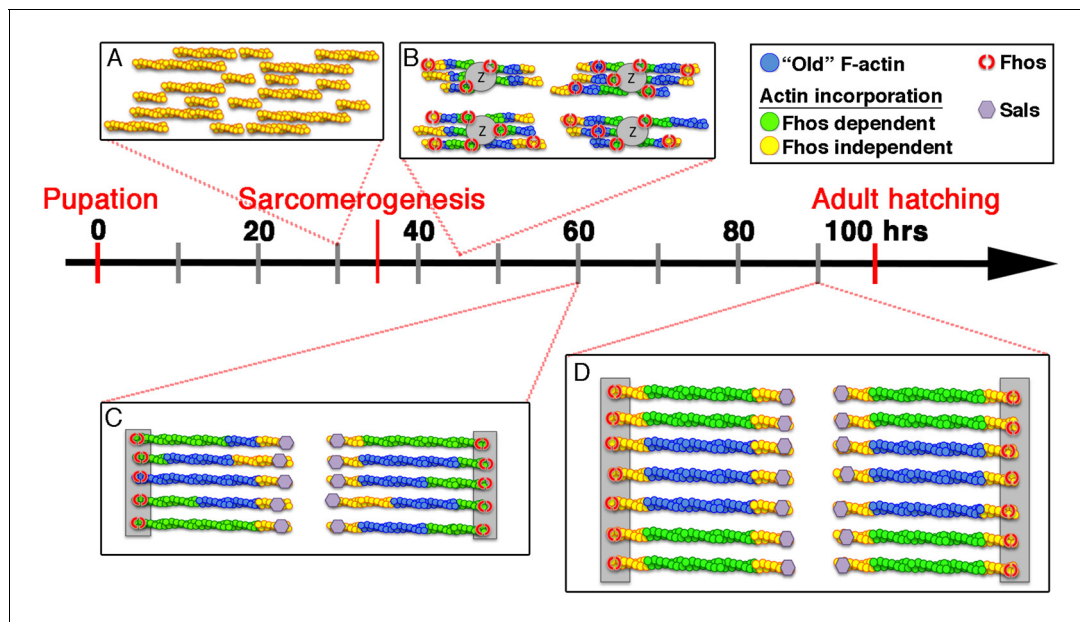 A
B
Z
Z
Z
Z
"Old" F-actin
Fhos
Actin incorporation
Fhos dependent
Sals
Fhos independent
Pupation
Sarcomerogenesis
Adult hatching
0
20
40
60
80
100 hrs
C
D